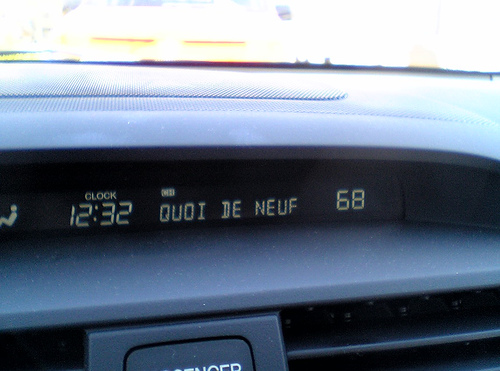 CLOCK
12:32 QUOI DE NEUF 68